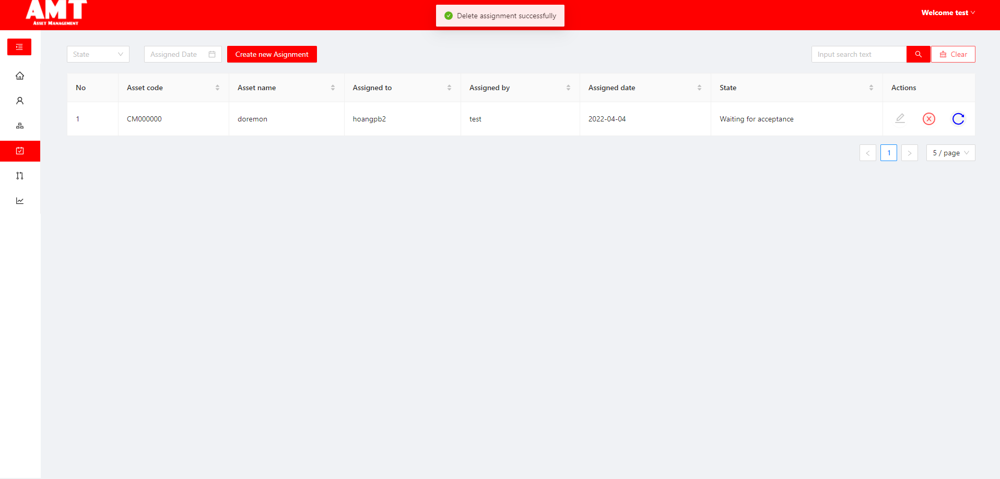 AMT
ASSET MANAGEMENT
Delete assignment successfully
Welcome test
State
Assigned Date
Create new Asignment
Input search text
Clear
No Asset code Asset name Assigned to Assigned by Assigned date State Actions
1 CM000000 doremon hoangpb2 test 2022-04-04 Waiting for acceptance
< 1 > 5 / page